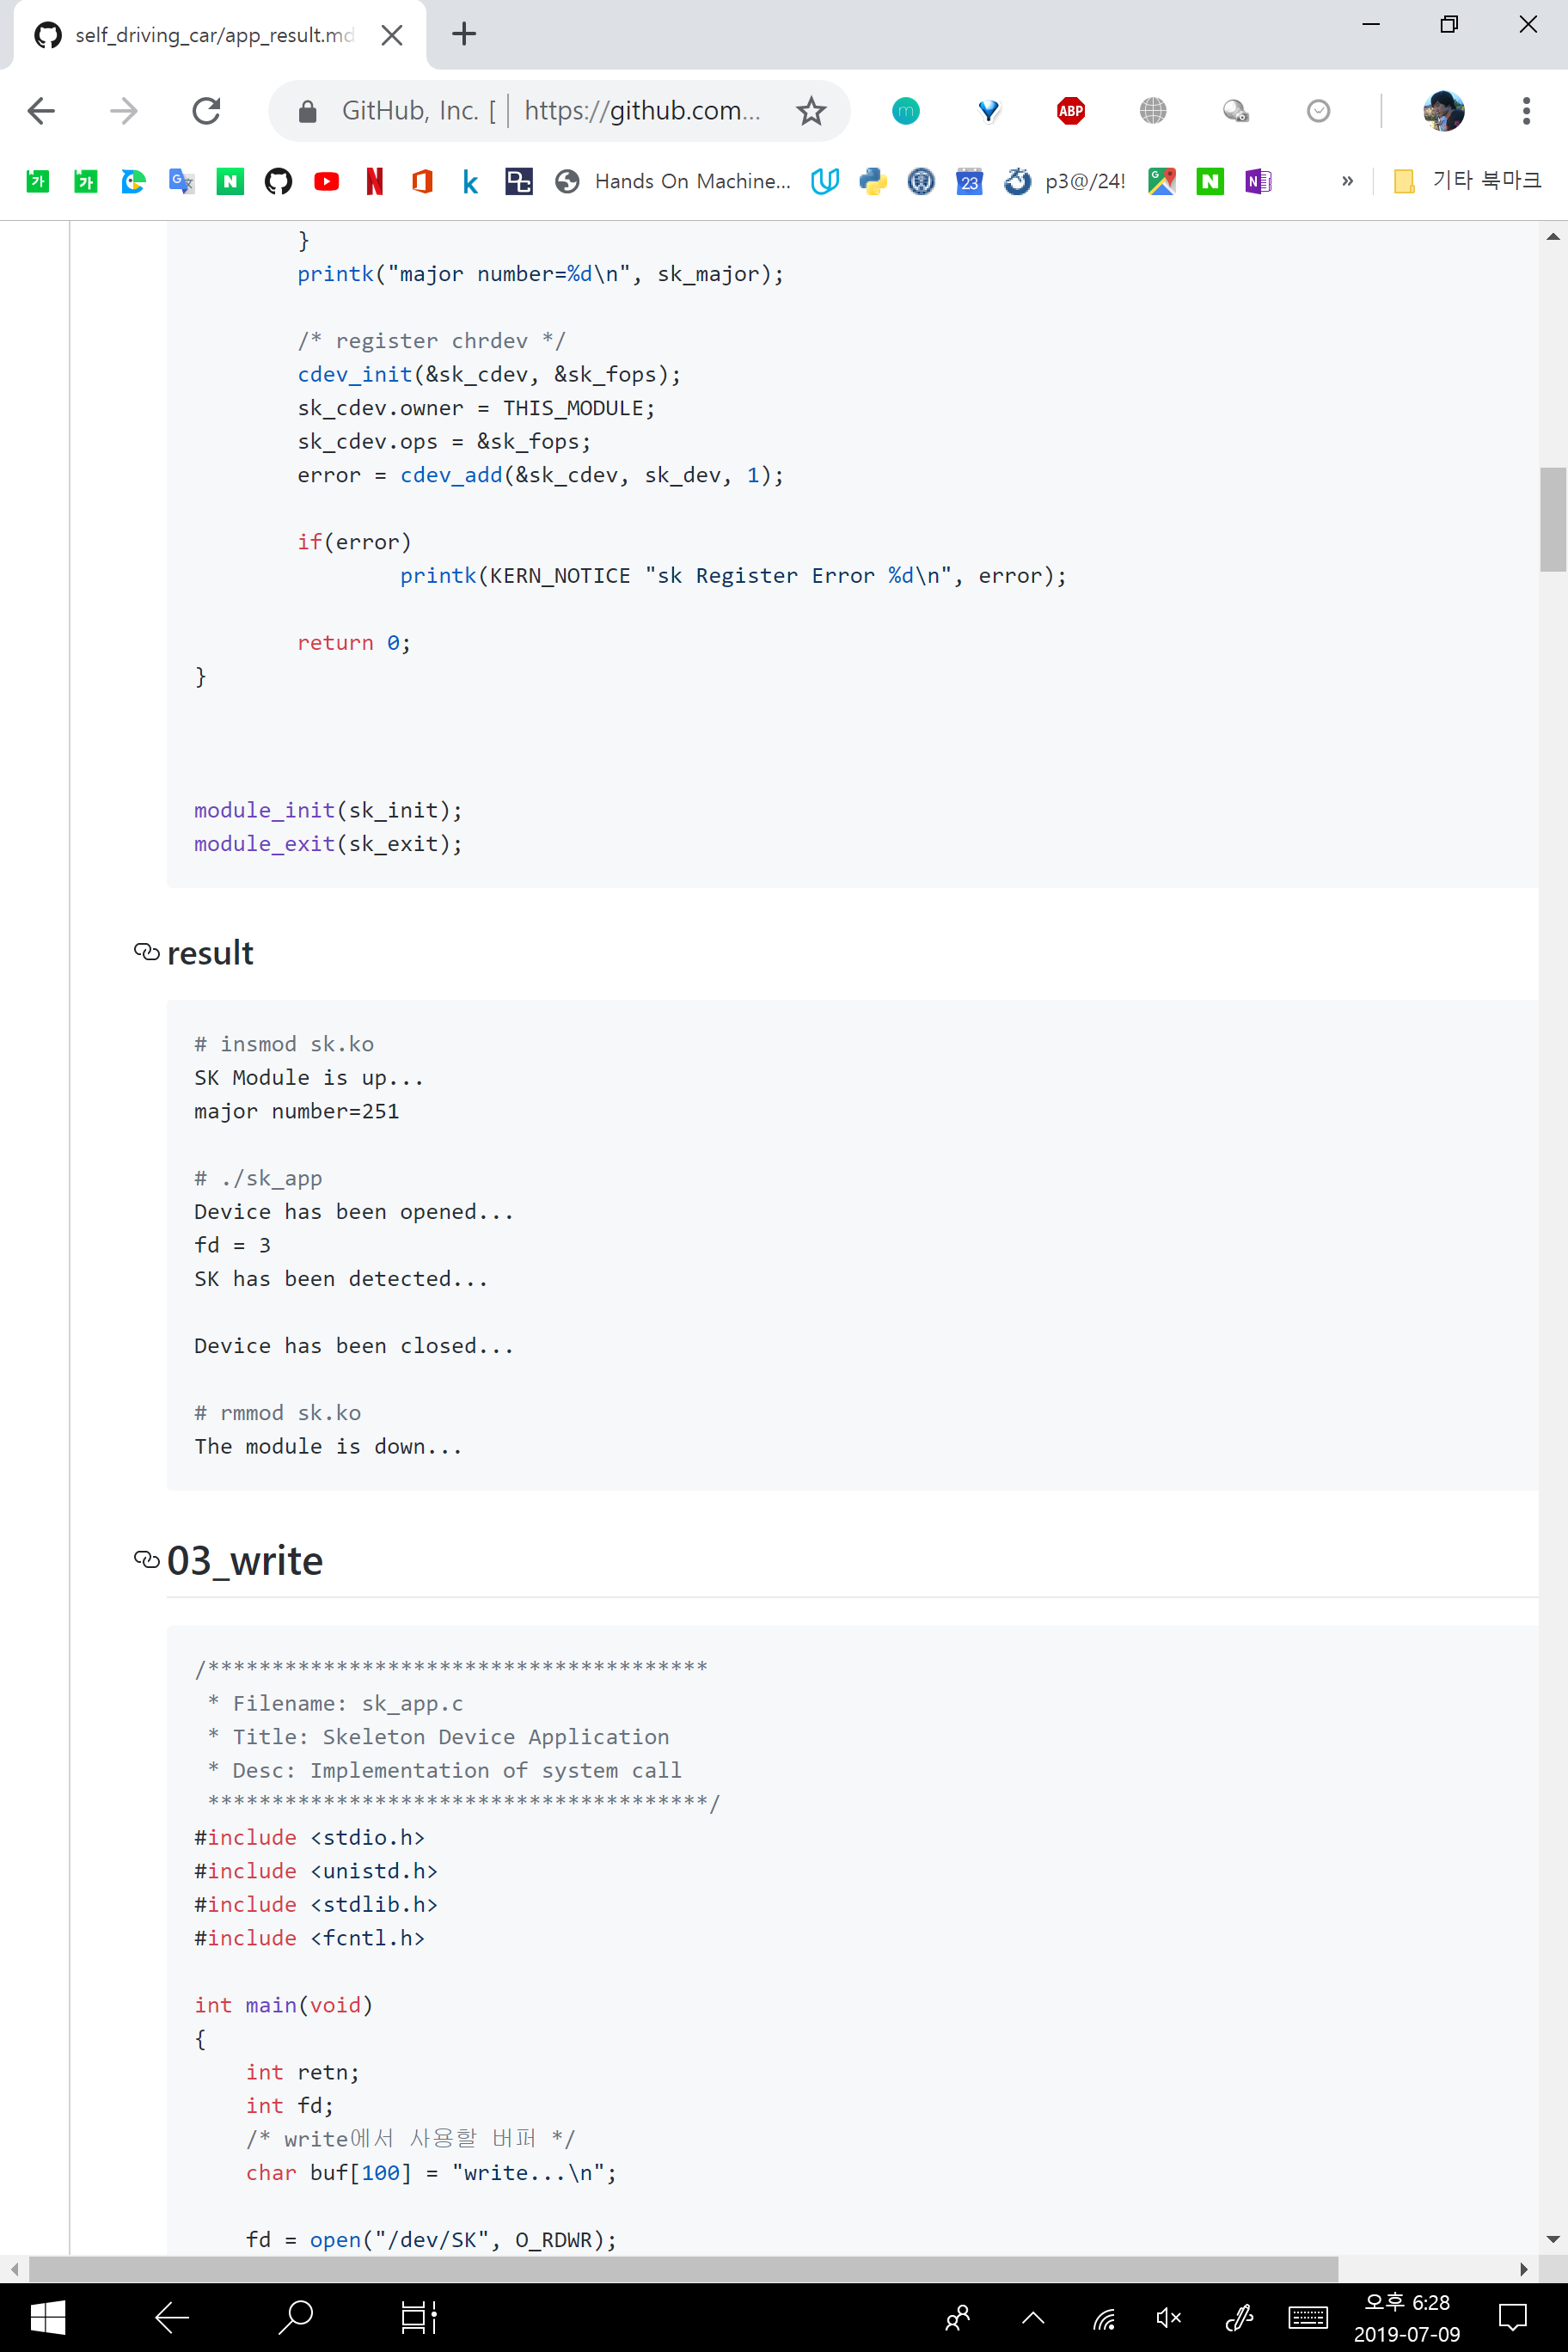 self_driving_car/app_result.md
GitHub, Inc. [ | https://github.com...
ABP
Hands On Machine...
23
p3@/24!
»
기타 북마크
        }
        printk("major number=%d\n", sk_major);
        /* register chrdev */
        cdev_init(&sk_cdev, &sk_fops);
        sk_cdev.owner = THIS_MODULE;
        sk_cdev.ops = &sk_fops;
        error = cdev_add(&sk_cdev, sk_dev, 1);
        if(error)
                printk(KERN_NOTICE "sk Register Error %d\n", error);
        return 0;
}
module_init(sk_init);
module_exit(sk_exit);
result
# insmod sk.ko
SK Module is up...
major number=251
# ./sk_app
Device has been opened...
fd = 3
SK has been detected...
Device has been closed...
# rmmod sk.ko
The module is down...
03_write
/***************************************
 * Filename: sk_app.c
 * Title: Skeleton Device Application
 * Desc: Implementation of system call
 ***************************************/
#include <stdio.h>
#include <unistd.h>
#include <stdlib.h>
#include <fcntl.h>
int main(void)
{
    int retn;
    int fd;
    /* write에서 사용할 버퍼 */
    char buf[100] = "write...\n";
    fd = open("/dev/SK", O_RDWR);
오후 6:28
2019-07-09